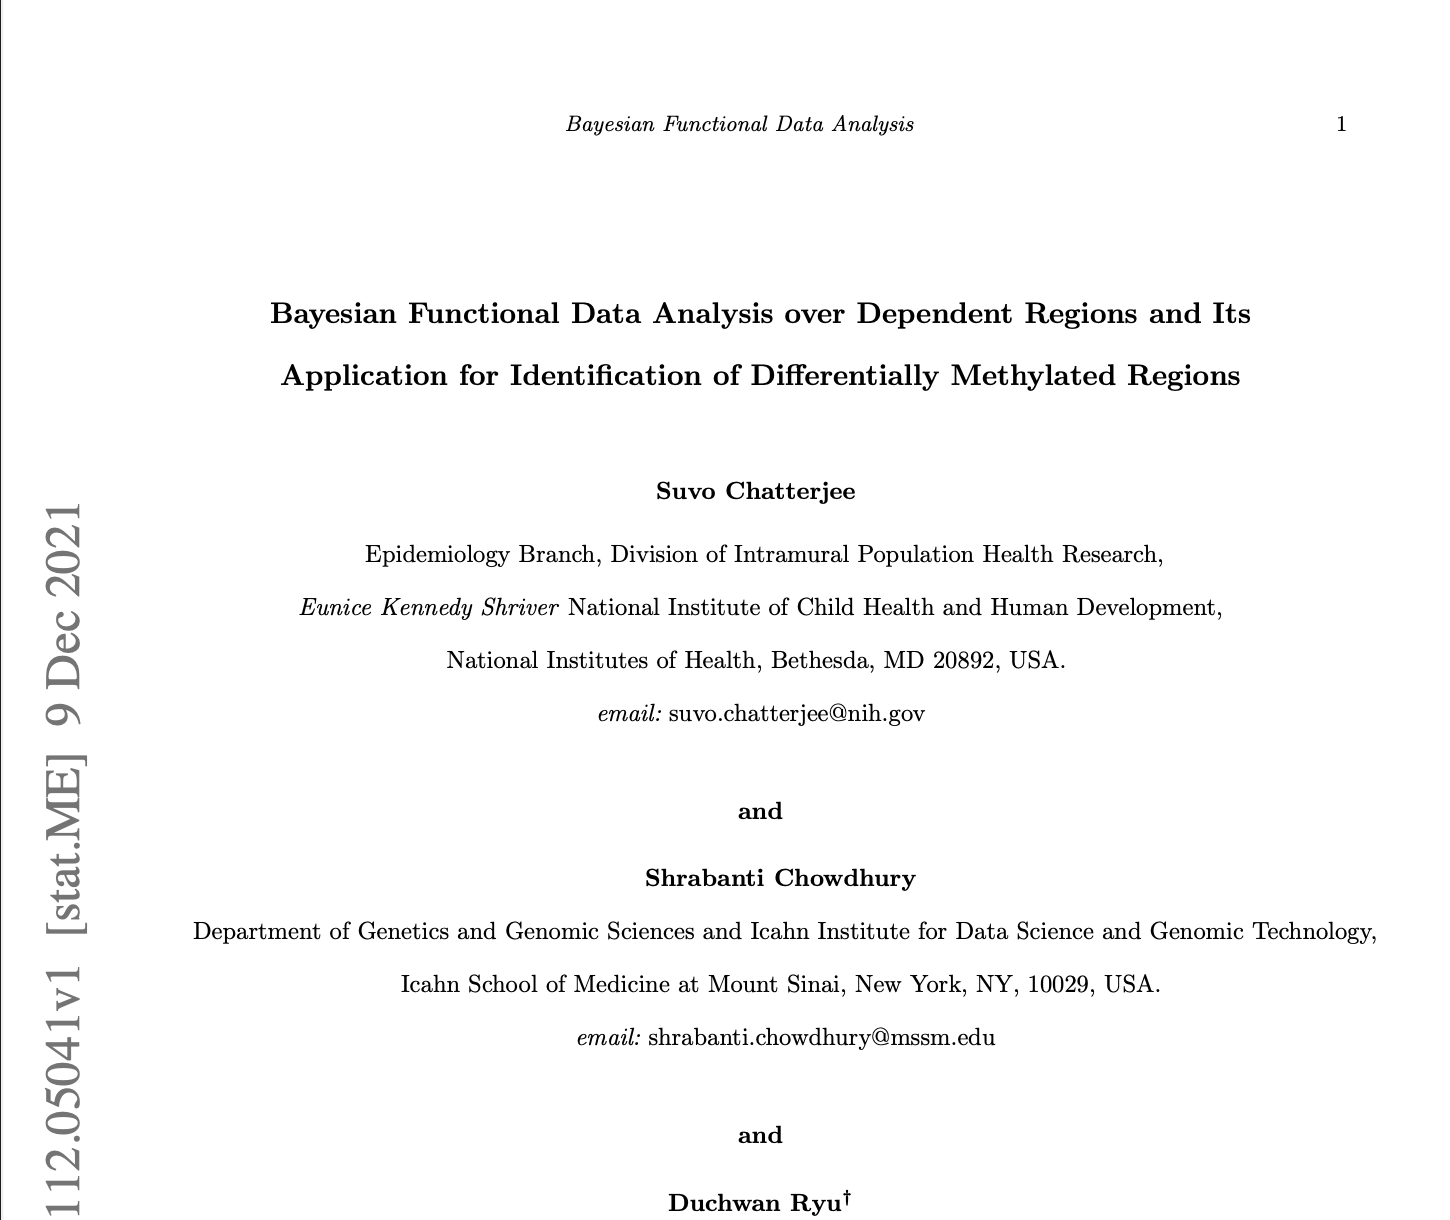 Bayesian Functional Data Analysis 1
Bayesian Functional Data Analysis over Dependent Regions and Its
Application for Identification of Differentially Methylated Regions
Suvo Chatterjee
Epidemiology Branch, Division of Intramural Population Health Research,
Eunice Kennedy Shriver National Institute of Child Health and Human Development,
National Institutes of Health, Bethesda, MD 20892, USA.
email: suvo.chatterjee@nih.gov
and
Shrabanti Chowdhury
Department of Genetics and Genomic Sciences and Icahn Institute for Data Science and Genomic Technology,
Icahn School of Medicine at Mount Sinai, New York, NY, 10029, USA.
email: shrabanti.chowdhury@mssm.edu
and
Duchwan Ryu†
112.05041v1 [stat.ME] 9 Dec 2021